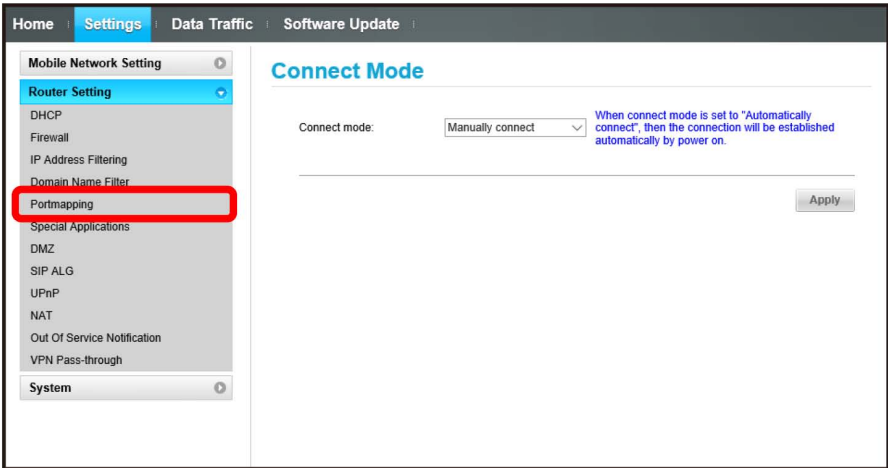 Home Settings Data Traffic Software Update
Mobile Network Setting
Router Setting
DHCP
Firewall
IP Address Filtering
Domain Name Filter
Portmapping
Special Applications
DMZ
SIP ALG
UPnP
NAT
Out Of Service Notification
VPN Pass-through
System
Connect Mode
Connect mode: Manually connect
When connect mode is set to "Automatically
connect", then the connection will be established
automatically by power on.
Apply